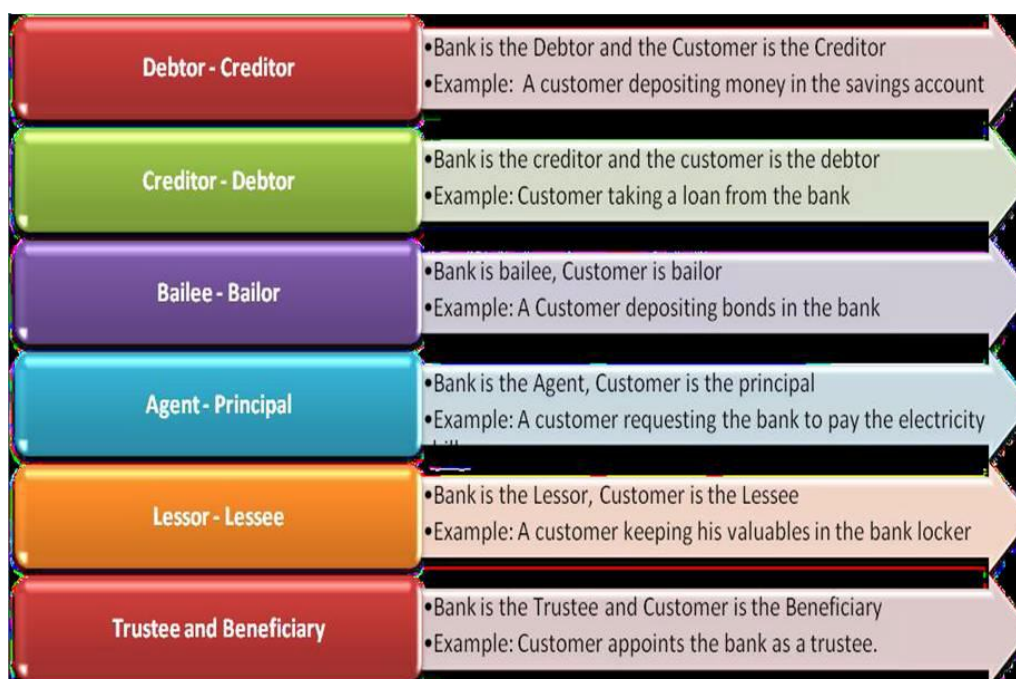 Debtor - Creditor
•Bank is the Debtor and the Customer is the Creditor
•Example: A customer depositing money in the savings account
Creditor - Debtor
•Bank is the creditor and the customer is the debtor
•Example: Customer taking a loan from the bank
Bailee - Bailor
•Bank is bailee, Customer is bailor
•Example: A Customer depositing bonds in the bank
Agent - Principal
•Bank is the Agent, Customer is the principal
•Example: A customer requesting the bank to pay the electricity
Lessor - Lessee
•Bank is the Lessor, Customer is the Lessee
•Example: A customer keeping his valuables in the bank locker
Trustee and Beneficiary
•Bank is the Trustee and Customer is the Beneficiary
•Example: Customer appoints the bank as a trustee.